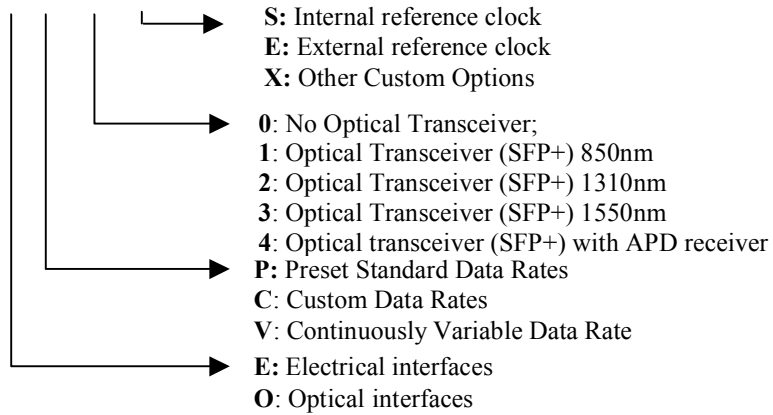 S: Internal reference clock
E: External reference clock
X: Other Custom Options
0: No Optical Transceiver;
1: Optical Transceiver (SFP+) 850nm
2: Optical Transceiver (SFP+) 1310nm
3: Optical Transceiver (SFP+) 1550nm
4: Optical transceiver (SFP+) with APD receiver
P: Preset Standard Data Rates
C: Custom Data Rates
V: Continuously Variable Data Rate
E: Electrical interfaces
O: Optical interfaces